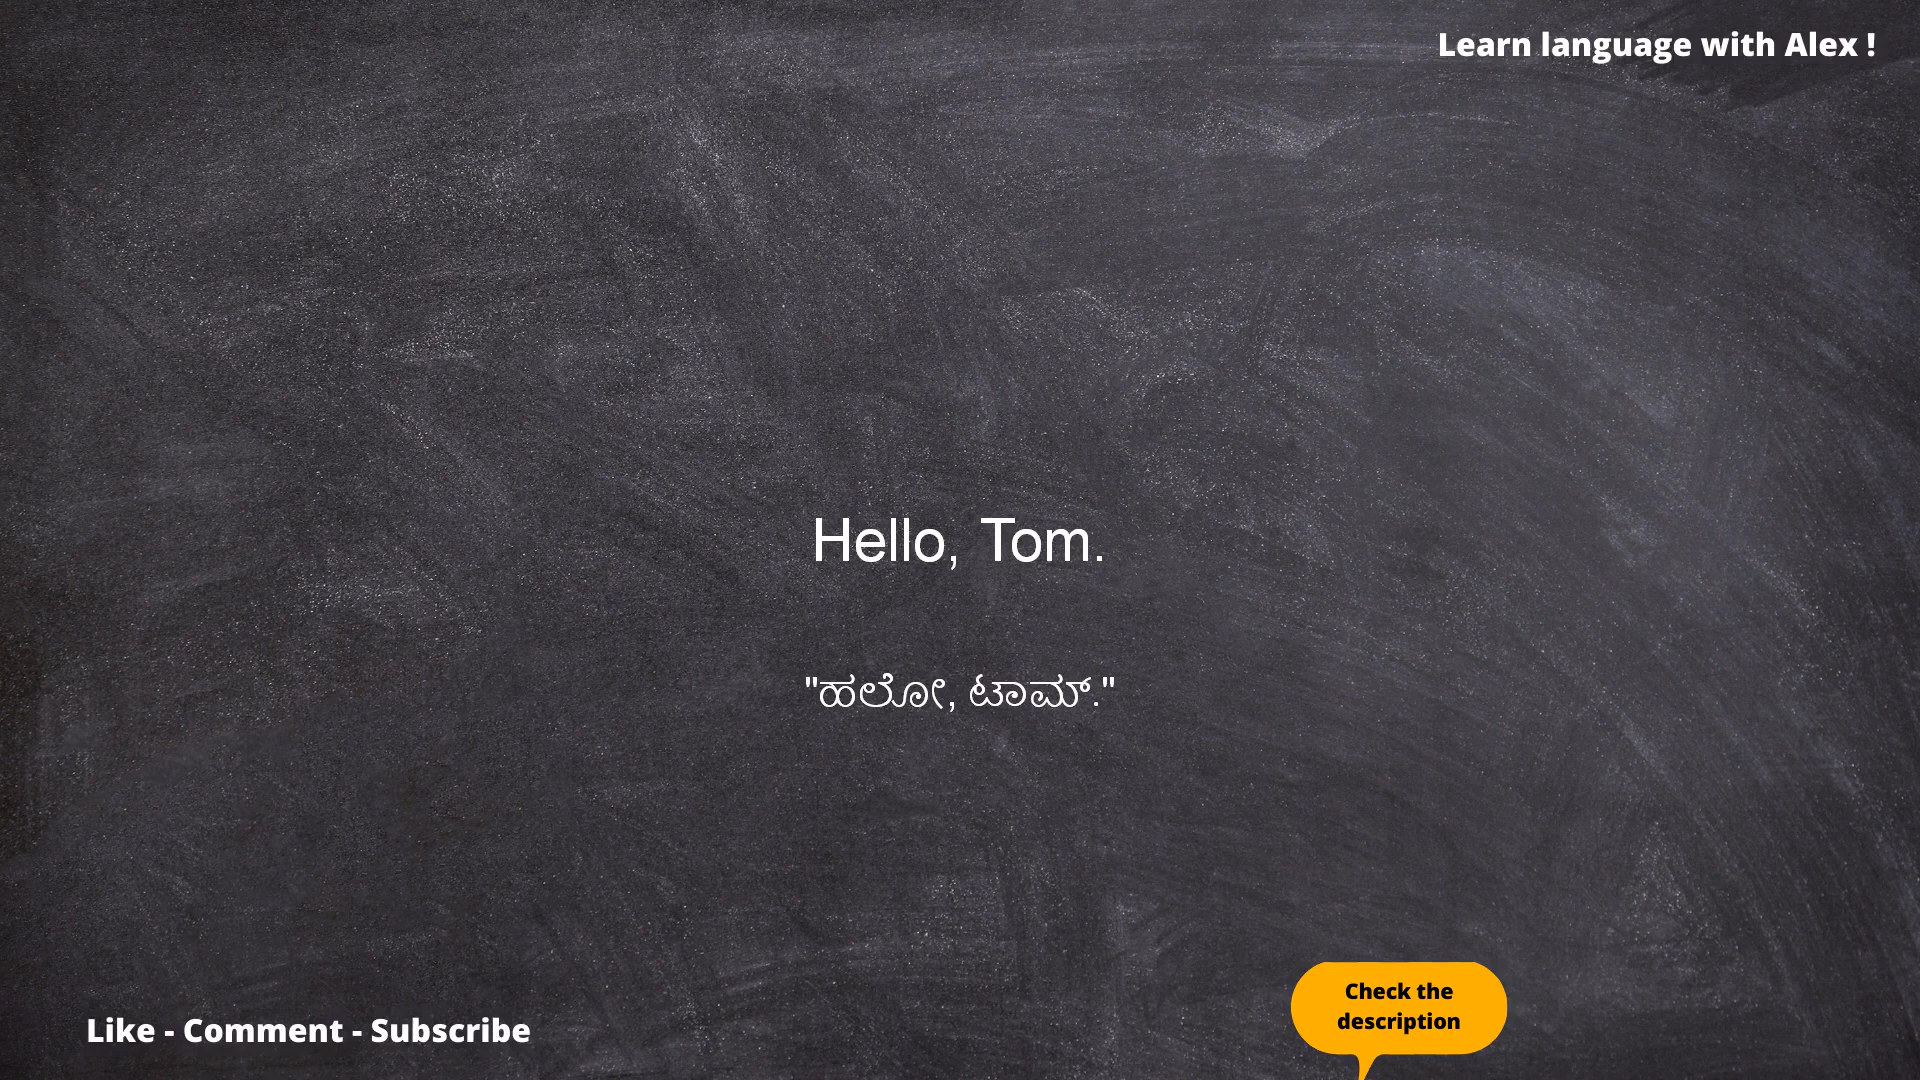 Learn language with Alex !
Hello, Tom.
"ಹಲೋ, ಟಾಮ್."
Check the
description
Like - Comment - Subscribe